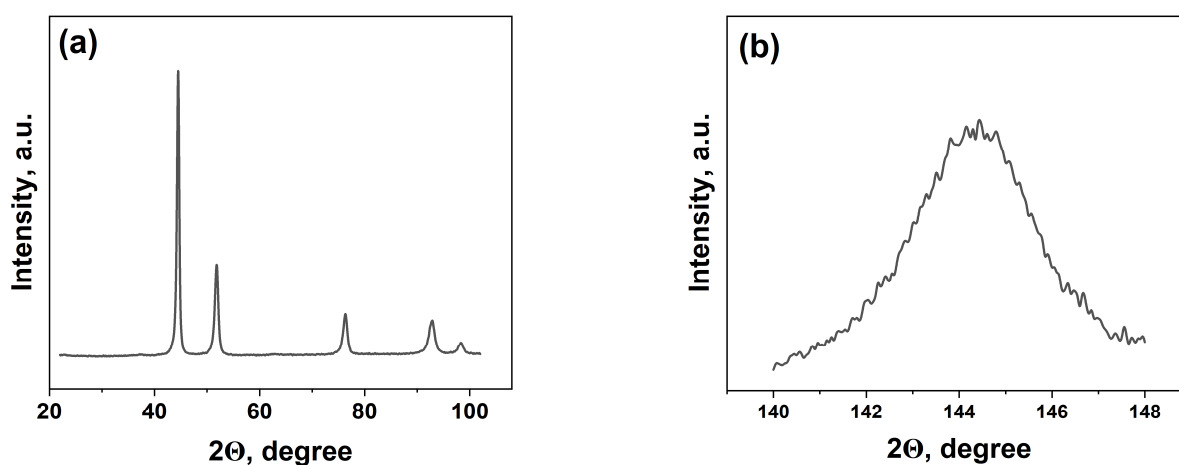 (a)
Intensity, a.u.
20 40 60 80 100
2Θ, degree
(b)
Intensity, a.u.
140 142 144 146 148
2Θ, degree